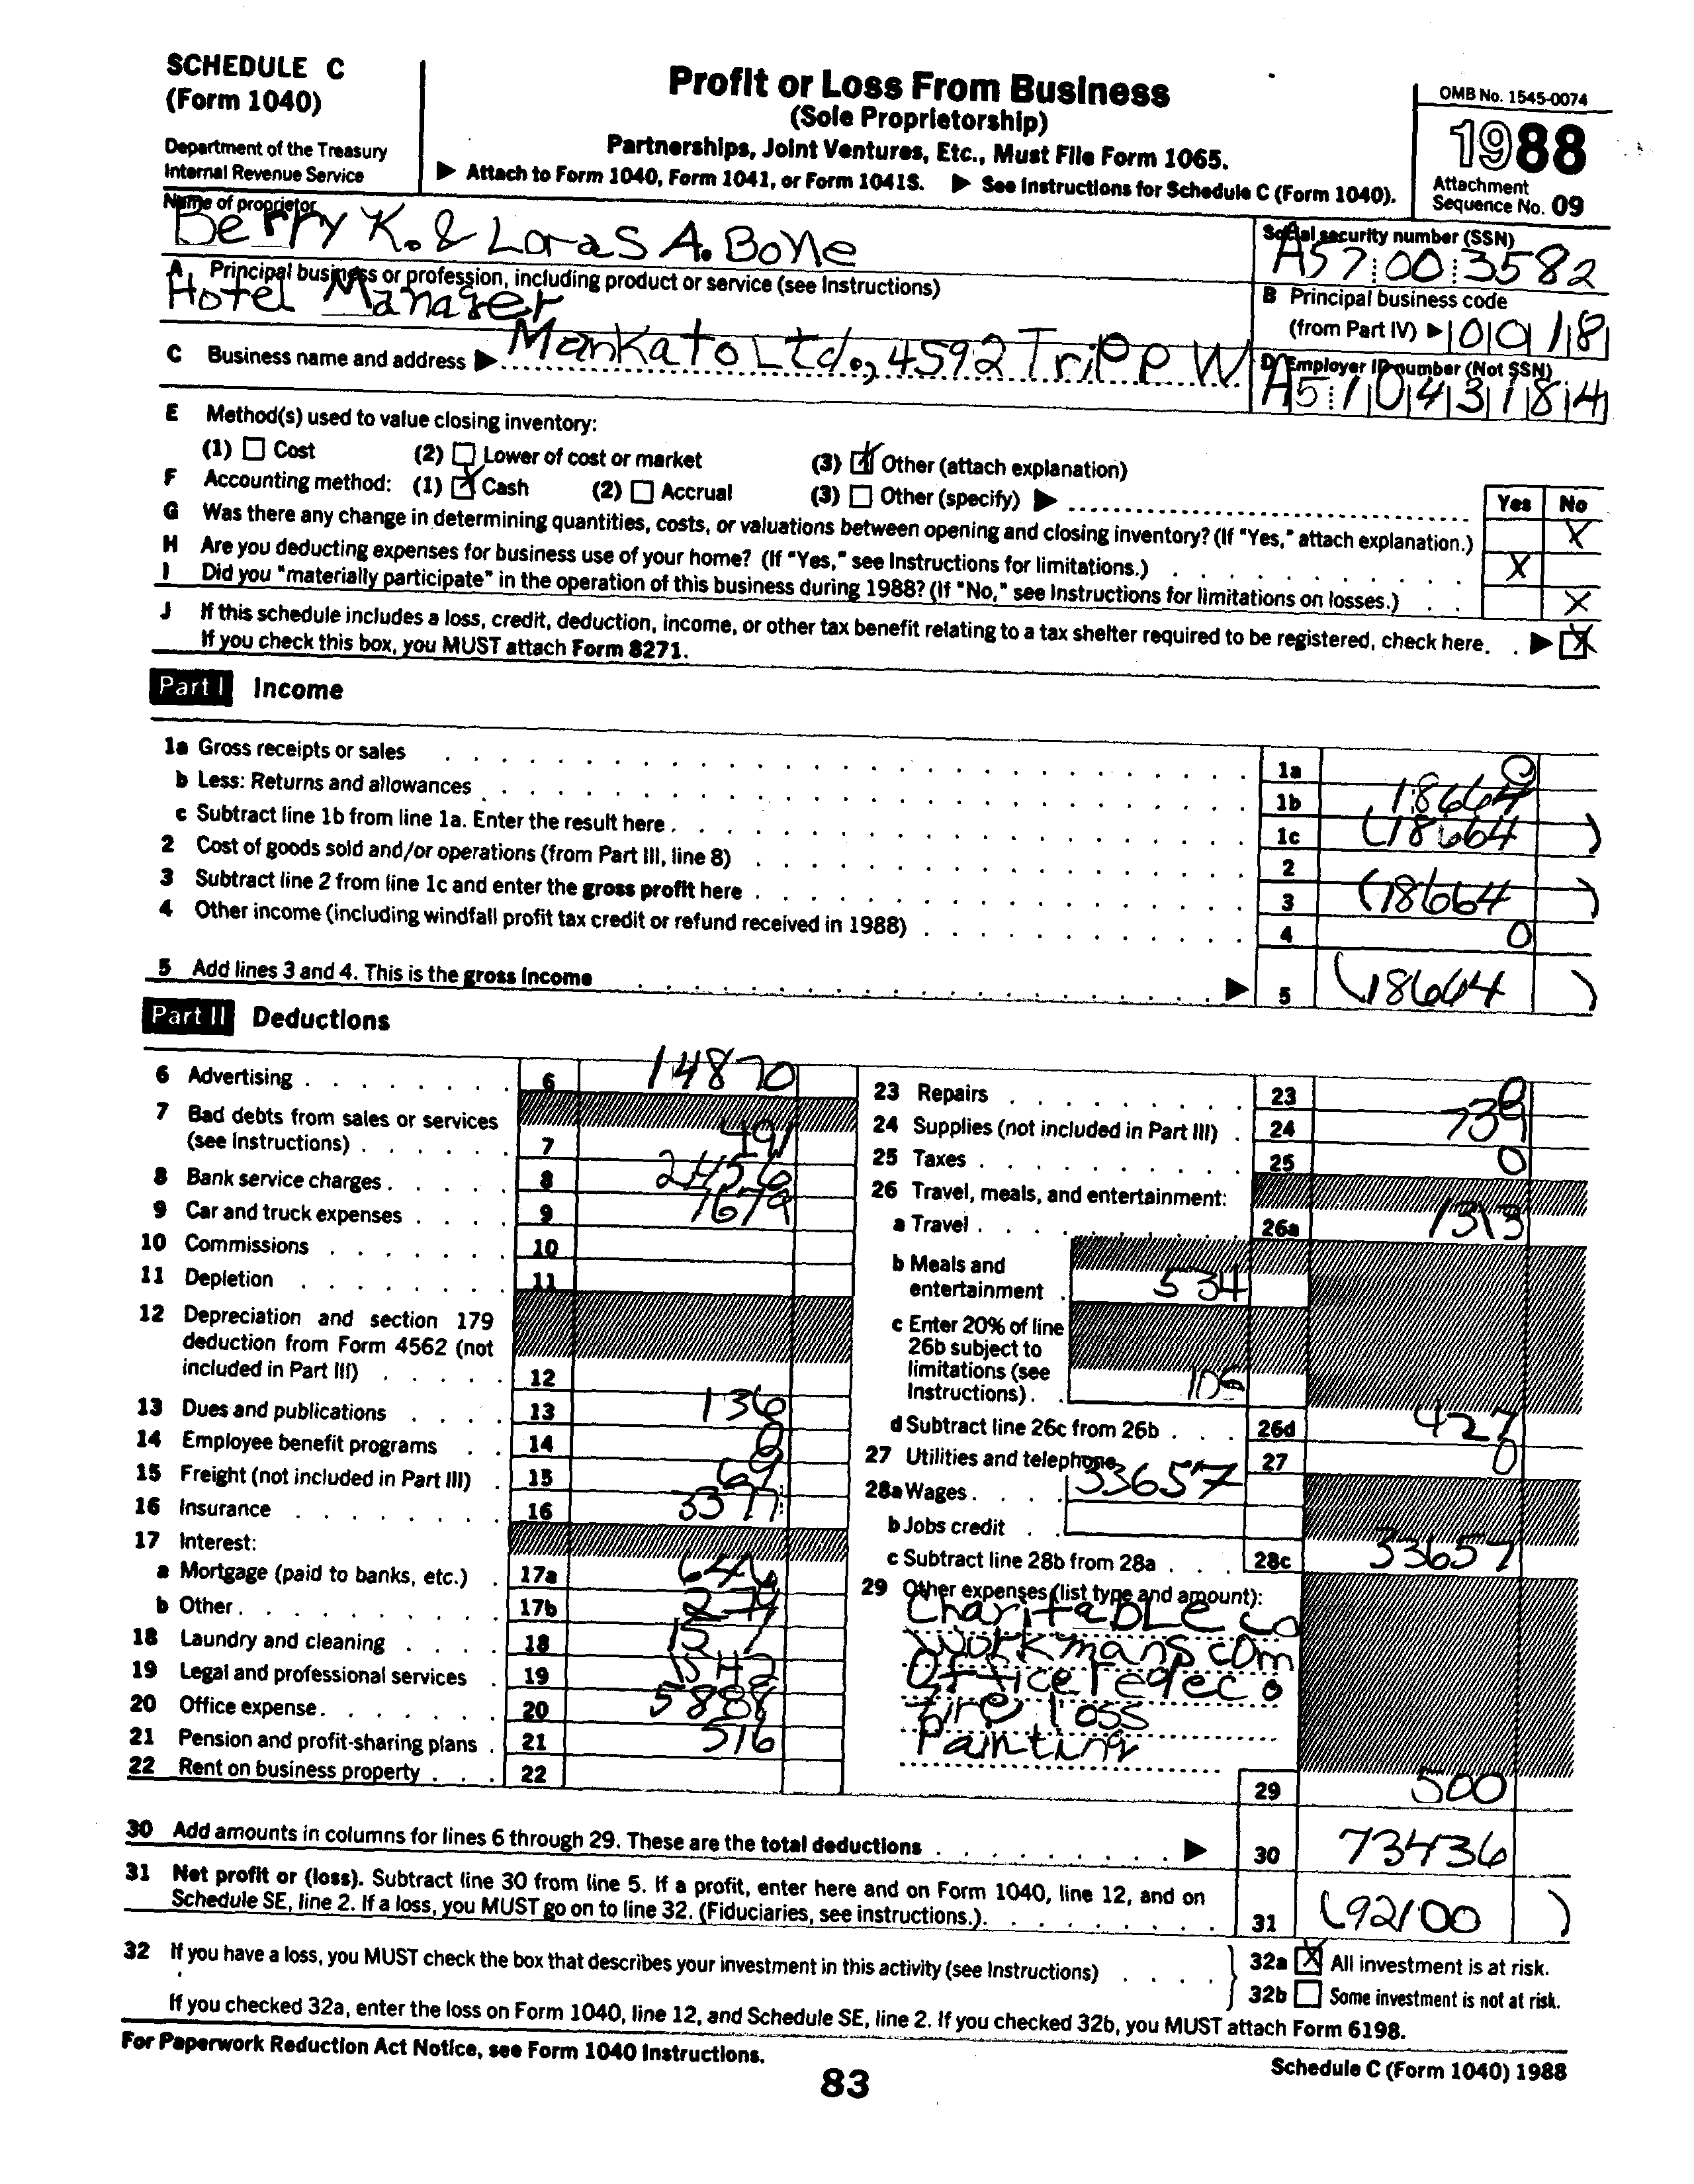 SCHEDULE C
(Form 1040)
Department of the Treasury
Internal Revenue Service
Profit or Loss From Business
(Sole Proprietorship)
Partnerships, Joint Ventures, Etc., Must File Form 1065.
▶ Attach to Form 1040, Form 1041, or Form 1041S. ▶ See Instructions for Schedule C (Form 1040).
OMB No. 1545-0074
1988
Attachment
Sequence No. 09
Name of proprietor
Berry K. & Loras A. Bone
Social security number (SSN)
A57 00 3582
A Principal business or profession, including product or service (see Instructions)
Hotel Manager
B Principal business code
(from Part IV) ▶ 0018
C Business name and address ▶ Mankato Ltd., 4592 Tripp W
D Employer ID number (Not SSN)
A51043184
E Method(s) used to value closing inventory:
(1) Cost (2) Lower of cost or market (3) X Other (attach explanation)
F Accounting method: (1) X Cash (2) Accrual (3) Other (specify) ▶
Yes No
G Was there any change in determining quantities, costs, or valuations between opening and closing inventory? (If "Yes," attach explanation.) X
H Are you deducting expenses for business use of your home? (If "Yes," see Instructions for limitations.) X
I Did you "materially participate" in the operation of this business during 1988? (If "No," see Instructions for limitations on losses.) X
J If this schedule includes a loss, credit, deduction, income, or other tax benefit relating to a tax shelter required to be registered, check here. ▶ X
If you check this box, you MUST attach Form 8271.
Part I Income
1a Gross receipts or sales 1a 0
b Less: Returns and allowances 1b 18664
c Subtract line 1b from line 1a. Enter the result here 1c (18664)
2 Cost of goods sold and/or operations (from Part III, line 8) 2
3 Subtract line 2 from line 1c and enter the gross profit here 3 (18664)
4 Other income (including windfall profit tax credit or refund received in 1988) 4 0
5 Add lines 3 and 4. This is the gross income ▶ 5 (18664)
Part II Deductions
6 Advertising 6 14870
7 Bad debts from sales or services
(see Instructions) 7 491
8 Bank service charges 8 2456
9 Car and truck expenses 9 7679
10 Commissions 10
11 Depletion 11
12 Depreciation and section 179
deduction from Form 4562 (not
included in Part III) 12
13 Dues and publications 13 136
14 Employee benefit programs 14 0
15 Freight (not included in Part III) 15 69
16 Insurance 16
17 Interest:
a Mortgage (paid to banks, etc.) 17a 646
b Other 17b
18 Laundry and cleaning 18
19 Legal and professional services 19
20 Office expense 20 5888
21 Pension and profit-sharing plans 21 516
22 Rent on business property 22
23 Repairs 23 0
24 Supplies (not included in Part III) 24 739
25 Taxes 25 0
26 Travel, meals, and entertainment:
a Travel 26a 1313
b Meals and
entertainment 534
c Enter 20% of line
26b subject to
limitations (see
Instructions)
d Subtract line 26c from 26b 26d 427
27 Utilities and telephone 27 0
28a Wages 33657
b Jobs credit
c Subtract line 28b from 28a 28c 33657
29 Other expenses (list type and amount):
Charitable co
Workmans com
Office redeco
Fire loss
Painting
29 500
30 Add amounts in columns for lines 6 through 29. These are the total deductions ▶ 30 73436
31 Net profit or (loss). Subtract line 30 from line 5. If a profit, enter here and on Form 1040, line 12, and on
Schedule SE, line 2. If a loss, you MUST go on to line 32. (Fiduciaries, see instructions.) 31 (92100)
32 If you have a loss, you MUST check the box that describes your investment in this activity (see Instructions) 32a X All investment is at risk.
32b Some investment is not at risk.
If you checked 32a, enter the loss on Form 1040, line 12, and Schedule SE, line 2. If you checked 32b, you MUST attach Form 6198.
For Paperwork Reduction Act Notice, see Form 1040 Instructions.
Schedule C (Form 1040) 1988
83